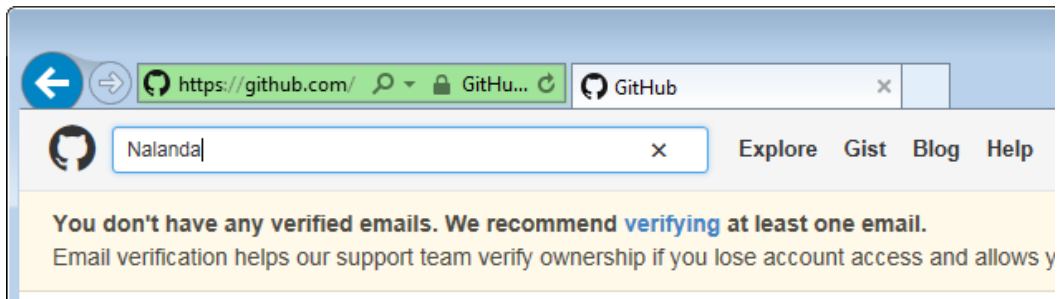 https://github.com/ GitHu... GitHub
Nalanda Explore Gist Blog Help
You don't have any verified emails. We recommend verifying at least one email.
Email verification helps our support team verify ownership if you lose account access and allows y